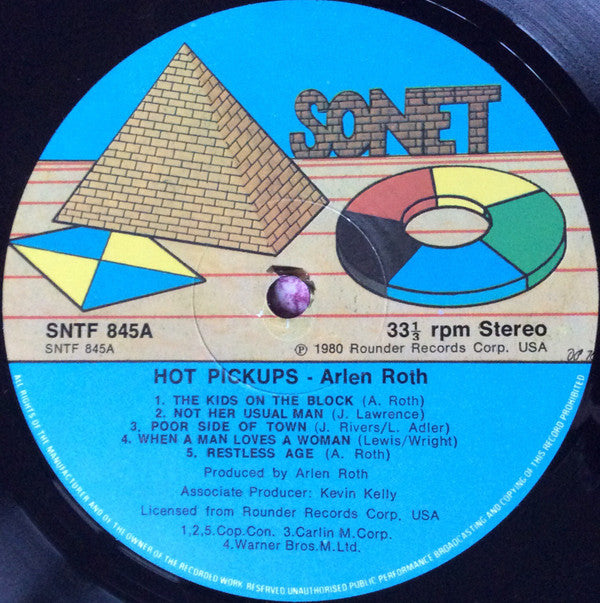 SONET
SNTF 845A
SNTF 845A
33 1/3 rpm Stereo
℗ 1980 Rounder Records Corp. USA
HOT PICKUPS - Arlen Roth
1. THE KIDS ON THE BLOCK (A. Roth)
2. NOT HER USUAL MAN (J. Lawrence)
3. POOR SIDE OF TOWN (J. Rivers/L. Adler)
4. WHEN A MAN LOVES A WOMAN (Lewis/Wright)
5. RESTLESS AGE (A. Roth)
Produced by Arlen Roth
Associate Producer: Kevin Kelly
Licensed from Rounder Records Corp. USA
1,2,5.Cop.Con. 3.Carlin M.Corp.
4.Warner Bros.M.Ltd.
ALL RIGHTS OF THE MANUFACTURER AND OF THE OWNER OF THE RECORDED WORK RESERVED UNAUTHORISED PUBLIC PERFORMANCE BROADCASTING AND COPYING OF THIS RECORD PROHIBITED